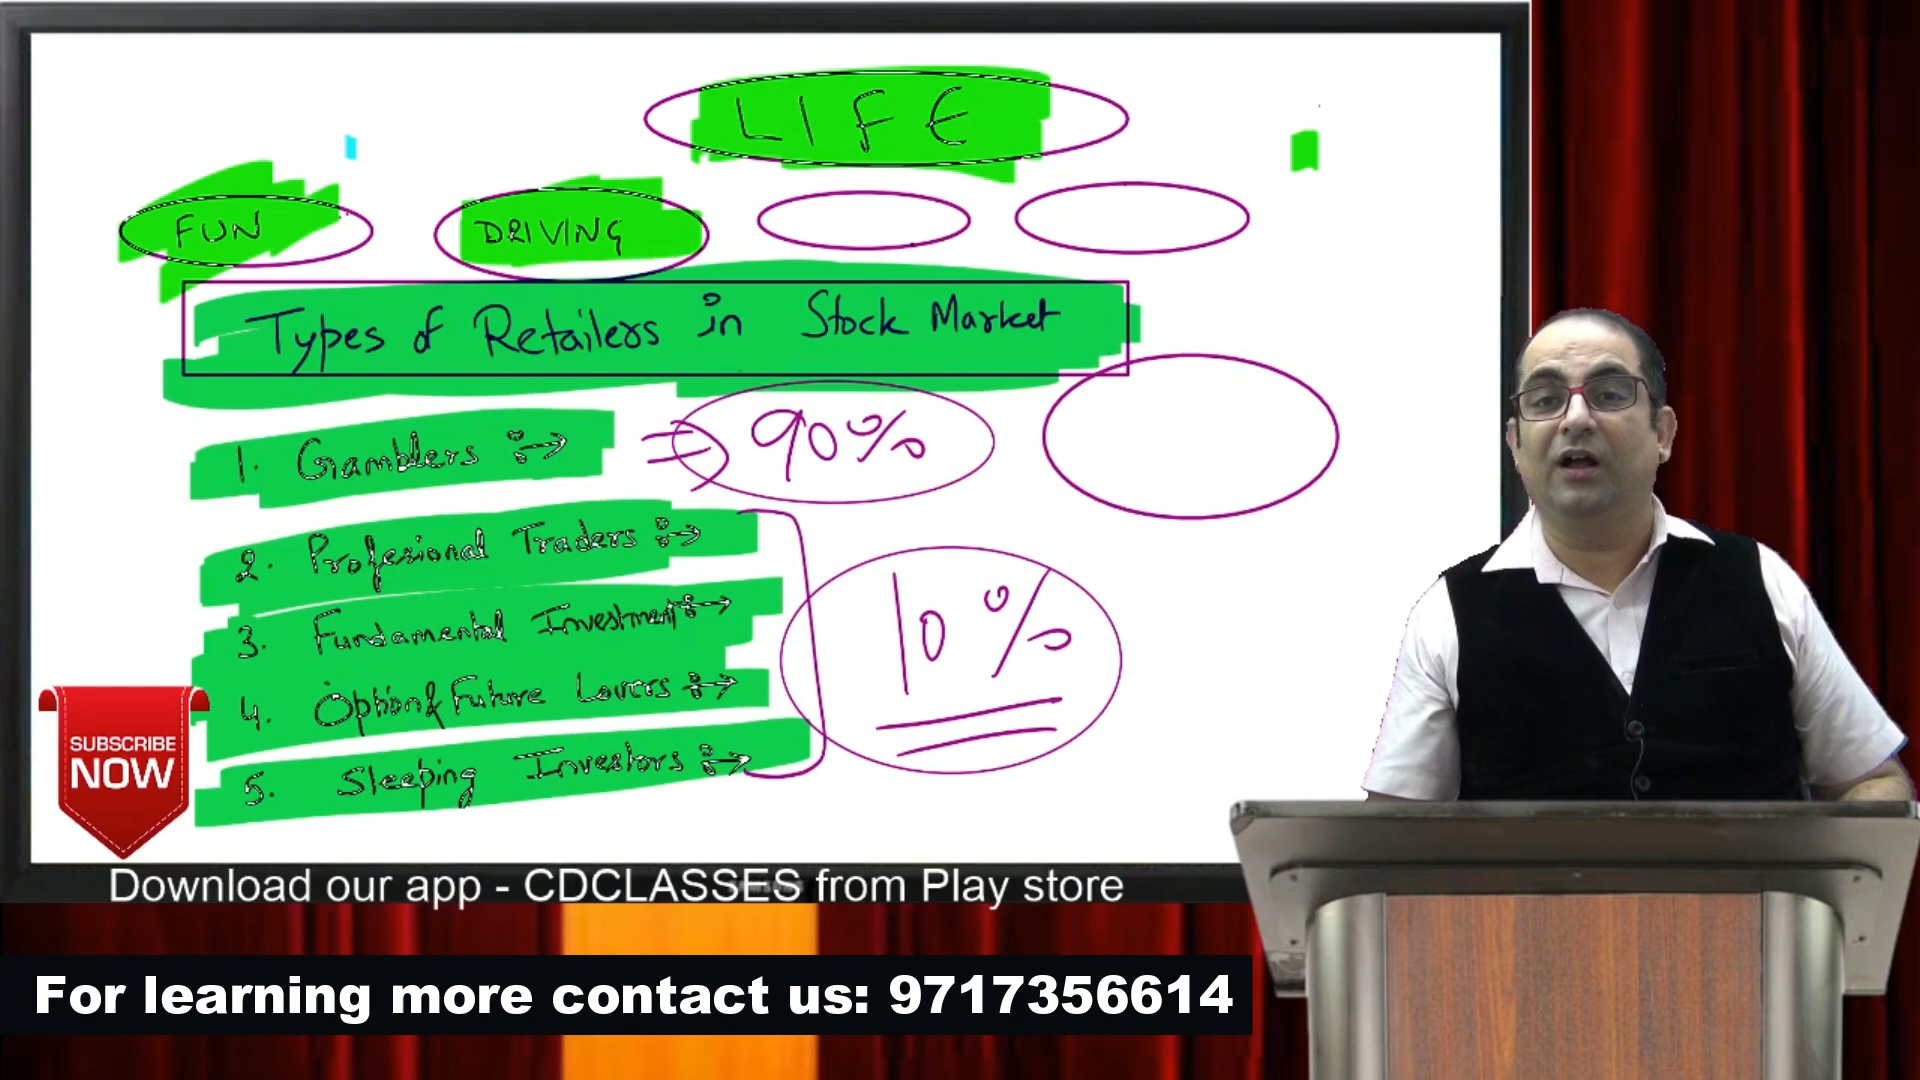 LIFE
FUN DRIVING
Types of Retailers in Stock Market
1. Gamblers :→ = 90%
2. Profesional Traders :→
3. Fundamental Investment :→
10%
4. Option & Future Lovers :→
5. Sleeping Investors :→
SUBSCRIBE
NOW
Download our app - CDCLASSES from Play store
For learning more contact us: 9717356614